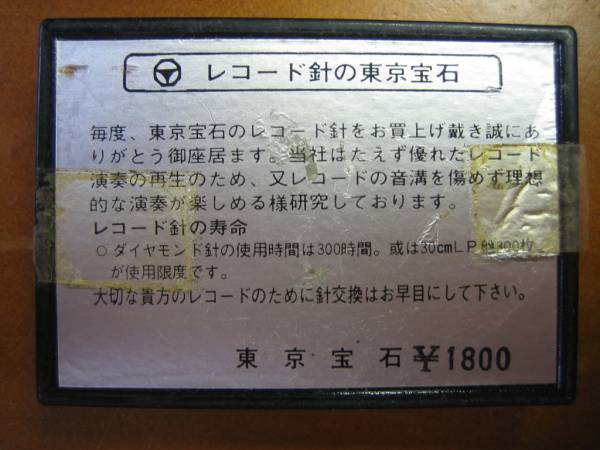 レコード針の東京宝石
毎度、東京宝石のレコード針をお買上げ戴き誠にあ
りがとう御座居ます。当社はたえず優れたレコード
演奏の再生のため、又レコードの音溝を傷めず理想
的な演奏が楽しめる様研究しております。
レコード針の寿命
○ダイヤモンド針の使用時間は300時間。或は30cmLP盤300枚
が使用限度です。
大切な貴方のレコードのために針交換はお早目にして下さい。
東京宝石¥1800